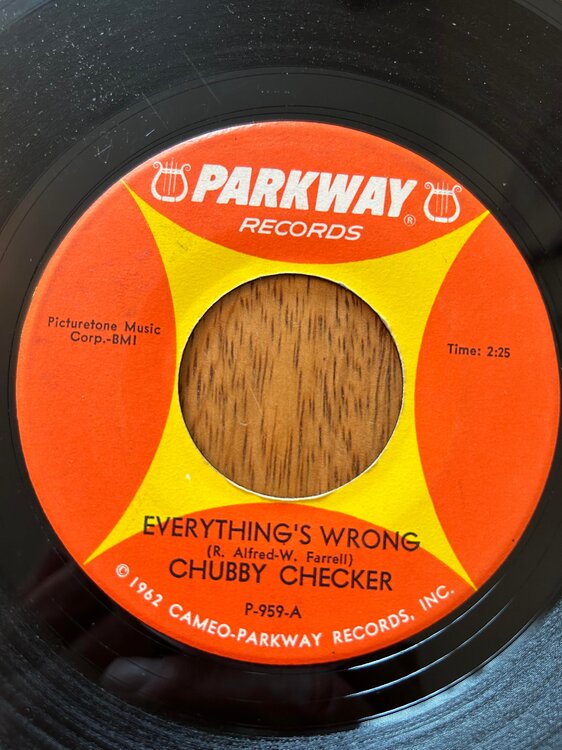 PARKWAY
®
RECORDS
Picturetone Music
Corp.-BMI
Time: 2:25
EVERYTHING'S WRONG
(R. Alfred-W. Farrell)
CHUBBY CHECKER
P-959-A
© 1962 CAMEO-PARKWAY RECORDS, INC.